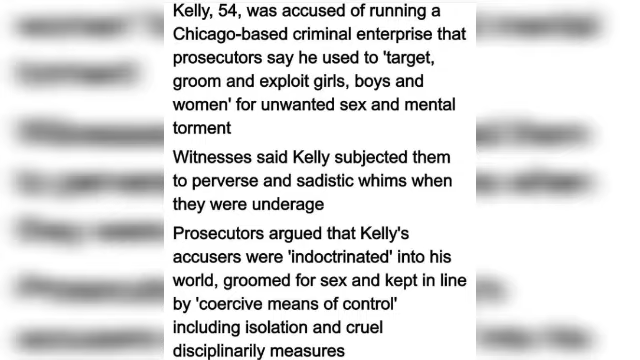 Kelly, 54, was accused of running a
Chicago-based criminal enterprise that
prosecutors say he used to 'target,
groom and exploit girls, boys and
women' for unwanted sex and mental
torment
Witnesses said Kelly subjected them
to perverse and sadistic whims when
they were underage
Prosecutors argued that Kelly's
accusers were 'indoctrinated' into his
world, groomed for sex and kept in line
by 'coercive means of control'
including isolation and cruel
disciplinarily measures